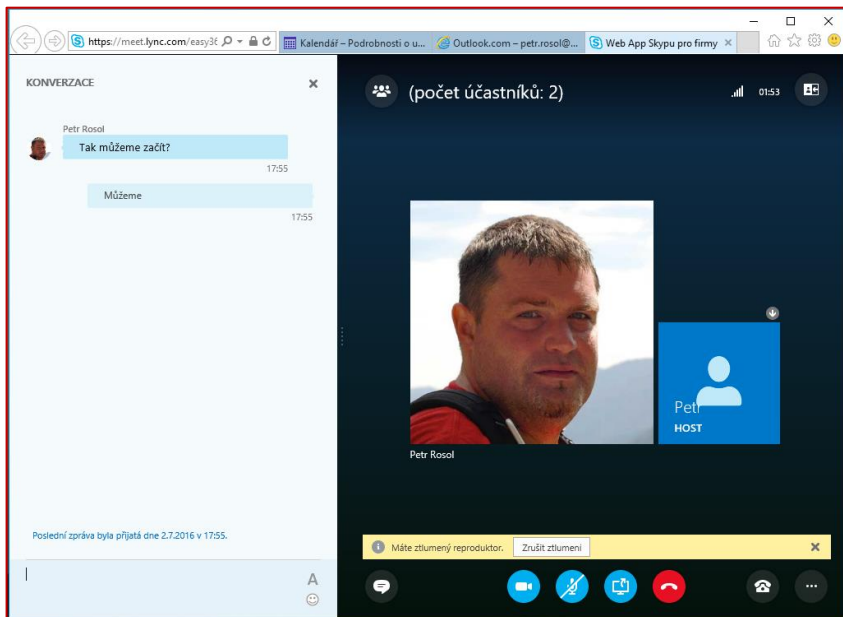 https://meet.lync.com/easy36
Kalendář – Podrobnosti o u...
Outlook.com – petr.rosol@...
Web App Skypu pro firmy
KONVERZACE
(počet účastníků: 2)
01:53
Petr Rosol
Tak můžeme začít?
17:55
Můžeme
17:55
Petr
HOST
Petr Rosol
Poslední zpráva byla přijatá dne 2.7.2016 v 17:55.
Máte ztlumený reproduktor.
Zrušit ztlumení
A